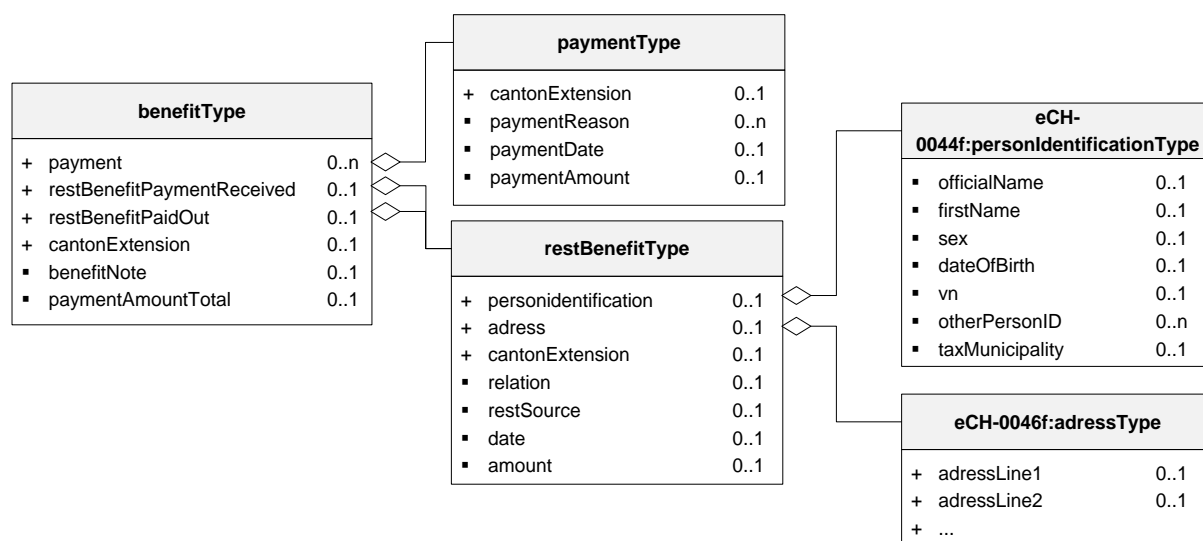 paymentType
+ cantonExtension 0..1
▪ paymentReason 0..n
▪ paymentDate 0..1
▪ paymentAmount 0..1
benefitType
+ payment 0..n
+ restBenefitPaymentReceived 0..1
+ restBenefitPaidOut 0..1
+ cantonExtension 0..1
▪ benefitNote 0..1
▪ paymentAmountTotal 0..1
restBenefitType
+ personidentification 0..1
+ adress 0..1
+ cantonExtension 0..1
▪ relation 0..1
▪ restSource 0..1
▪ date 0..1
▪ amount 0..1
eCH-
0044f:personIdentificationType
▪ officialName 0..1
▪ firstName 0..1
▪ sex 0..1
▪ dateOfBirth 0..1
▪ vn 0..1
▪ otherPersonID 0..n
▪ taxMunicipality 0..1
eCH-0046f:adressType
+ adressLine1 0..1
+ adressLine2 0..1
+ ...